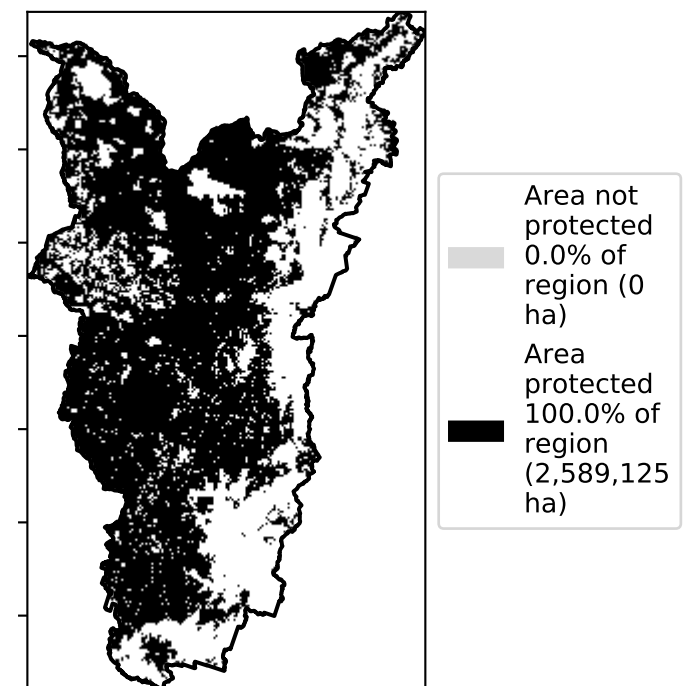 Area not
protected
0.0% of
region (0
ha)
Area
protected
100.0% of
region
(2,589,125
ha)